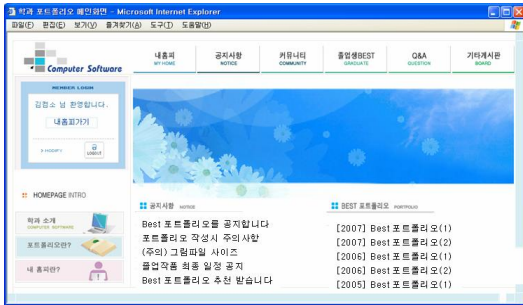 학과 포트폴리오 메인화면 - Microsoft Internet Explorer
파일(F) 편집(E) 보기(V) 즐겨찾기(A) 도구(T) 도움말(H)
Computer Software
내홈피 공지사항 커뮤니티 졸업생BEST Q&A 기타게시판
MY HOME NOTICE COMMUNITY GRADUATE QUESTION BOARD
MEMBER LOGIN
김점소 님 환영합니다.
내홈피가기
LOGOUT
HOMEPAGE INTRO
학과 소개
COMPUTER SOFTWARE
포트폴리오란?
내 홈피란?
공지사항 NOTICE
Best 포트폴리오를 공지합니다
포트폴리오 작성시 주의사항
(주의) 그림파일 사이즈
졸업작품 최종 일정 공지
Best 포트폴리오 추천 받습니다
BEST 포트폴리오 PORTFOLIO
[2007] Best 포트폴리오(1)
[2007] Best 포트폴리오(2)
[2006] Best 포트폴리오(1)
[2006] Best 포트폴리오(2)
[2005] Best 포트폴리오(1)